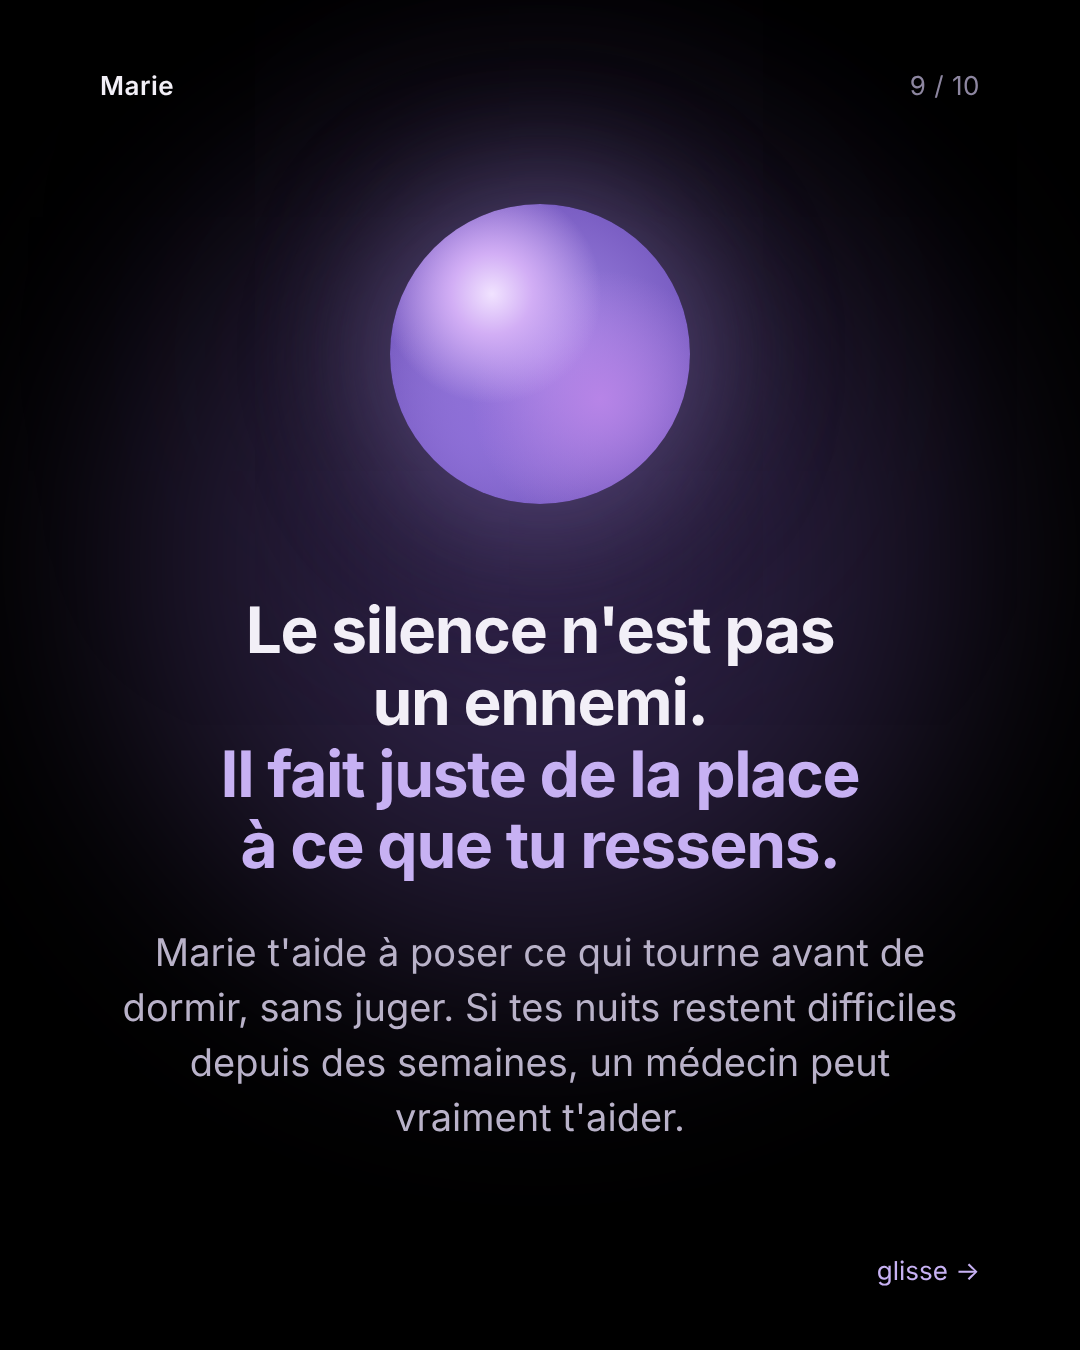 Marie
9 / 10
Le silence n'est pas
un ennemi.
Il fait juste de la place
à ce que tu ressens.
Marie t'aide à poser ce qui tourne avant de
dormir, sans juger. Si tes nuits restent difficiles
depuis des semaines, un médecin peut
vraiment t'aider.
glisse →